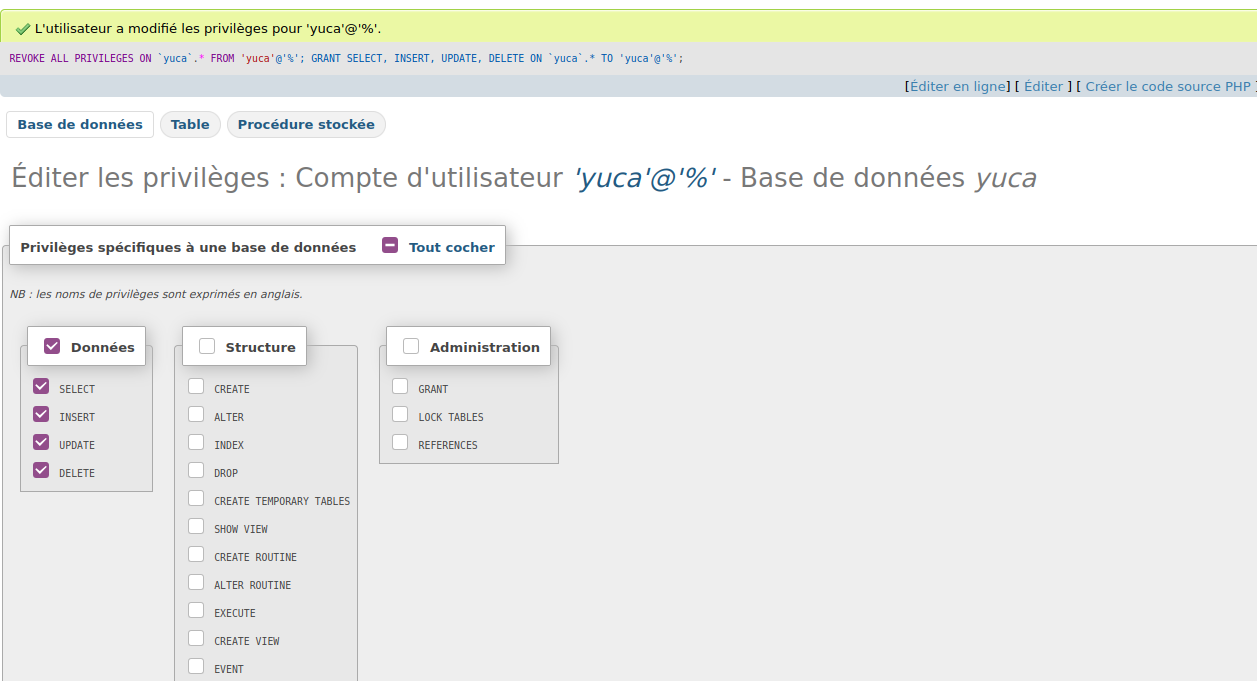 L'utilisateur a modifié les privilèges pour 'yuca'@'%'.
REVOKE ALL PRIVILEGES ON `yuca`.* FROM 'yuca'@'%'; GRANT SELECT, INSERT, UPDATE, DELETE ON `yuca`.* TO 'yuca'@'%';
[Éditer en ligne] [ Éditer ] [ Créer le code source PHP ]
Base de données Table Procédure stockée
Éditer les privilèges : Compte d'utilisateur 'yuca'@'%' - Base de données yuca
Privilèges spécifiques à une base de données Tout cocher
NB : les noms de privilèges sont exprimés en anglais.
Données
SELECT
INSERT
UPDATE
DELETE
Structure
CREATE
ALTER
INDEX
DROP
CREATE TEMPORARY TABLES
SHOW VIEW
CREATE ROUTINE
ALTER ROUTINE
EXECUTE
CREATE VIEW
EVENT
Administration
GRANT
LOCK TABLES
REFERENCES